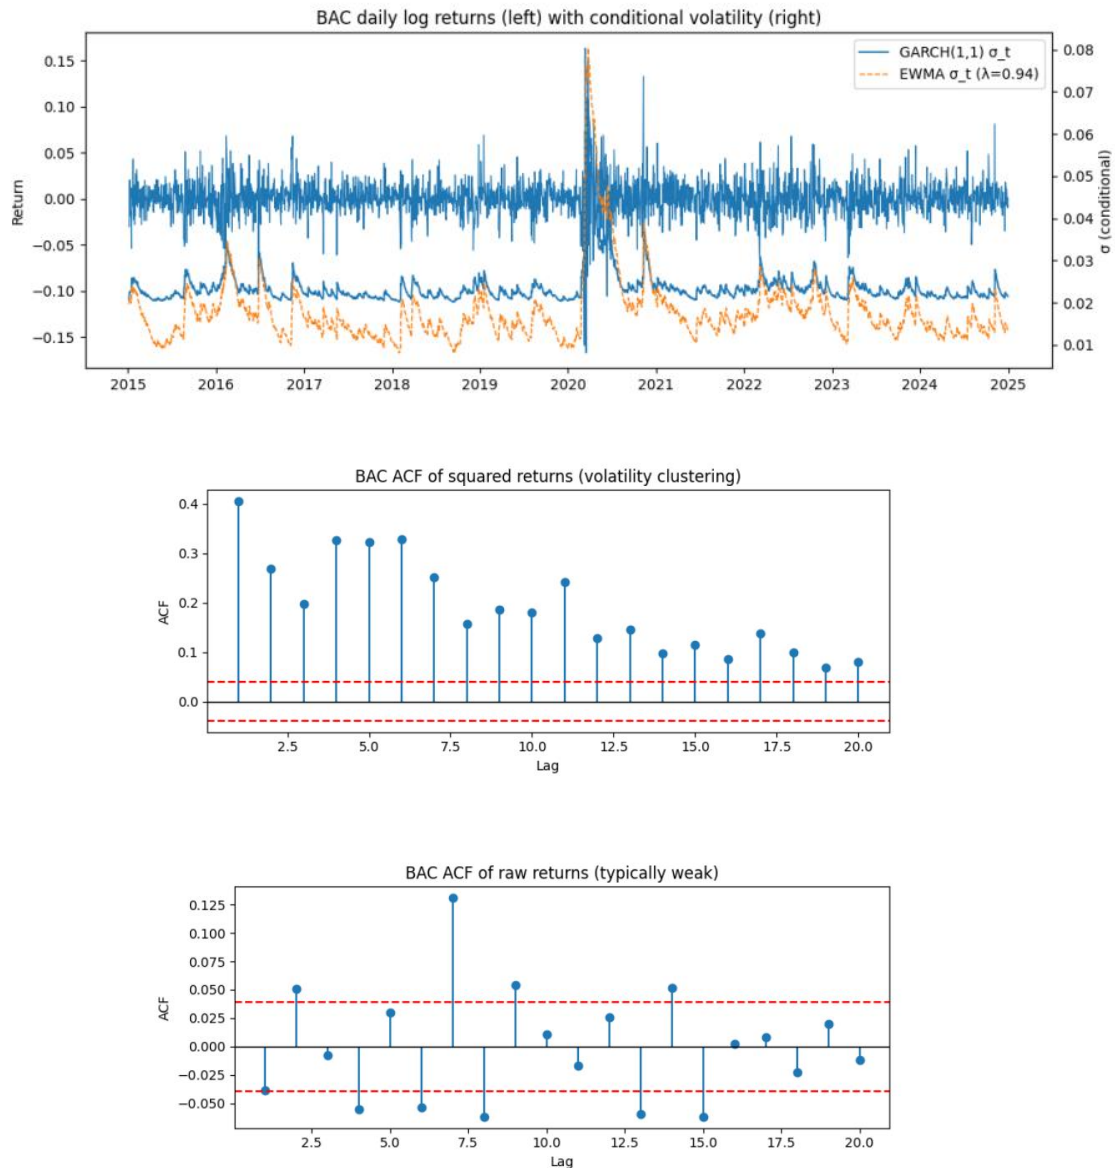 BAC daily log returns (left) with conditional volatility (right)
GARCH(1,1) σ_t
EWMA σ_t (λ=0.94)
0.15
0.10
0.05
0.00
−0.05
−0.10
−0.15
Return
0.08
0.07
0.06
0.05
0.04
0.03
0.02
0.01
σ (conditional)
2015 2016 2017 2018 2019 2020 2021 2022 2023 2024 2025
BAC ACF of squared returns (volatility clustering)
0.4
0.3
0.2
0.1
0.0
ACF
2.5 5.0 7.5 10.0 12.5 15.0 17.5 20.0
Lag
BAC ACF of raw returns (typically weak)
0.125
0.100
0.075
0.050
0.025
0.000
−0.025
−0.050
ACF
2.5 5.0 7.5 10.0 12.5 15.0 17.5 20.0
Lag